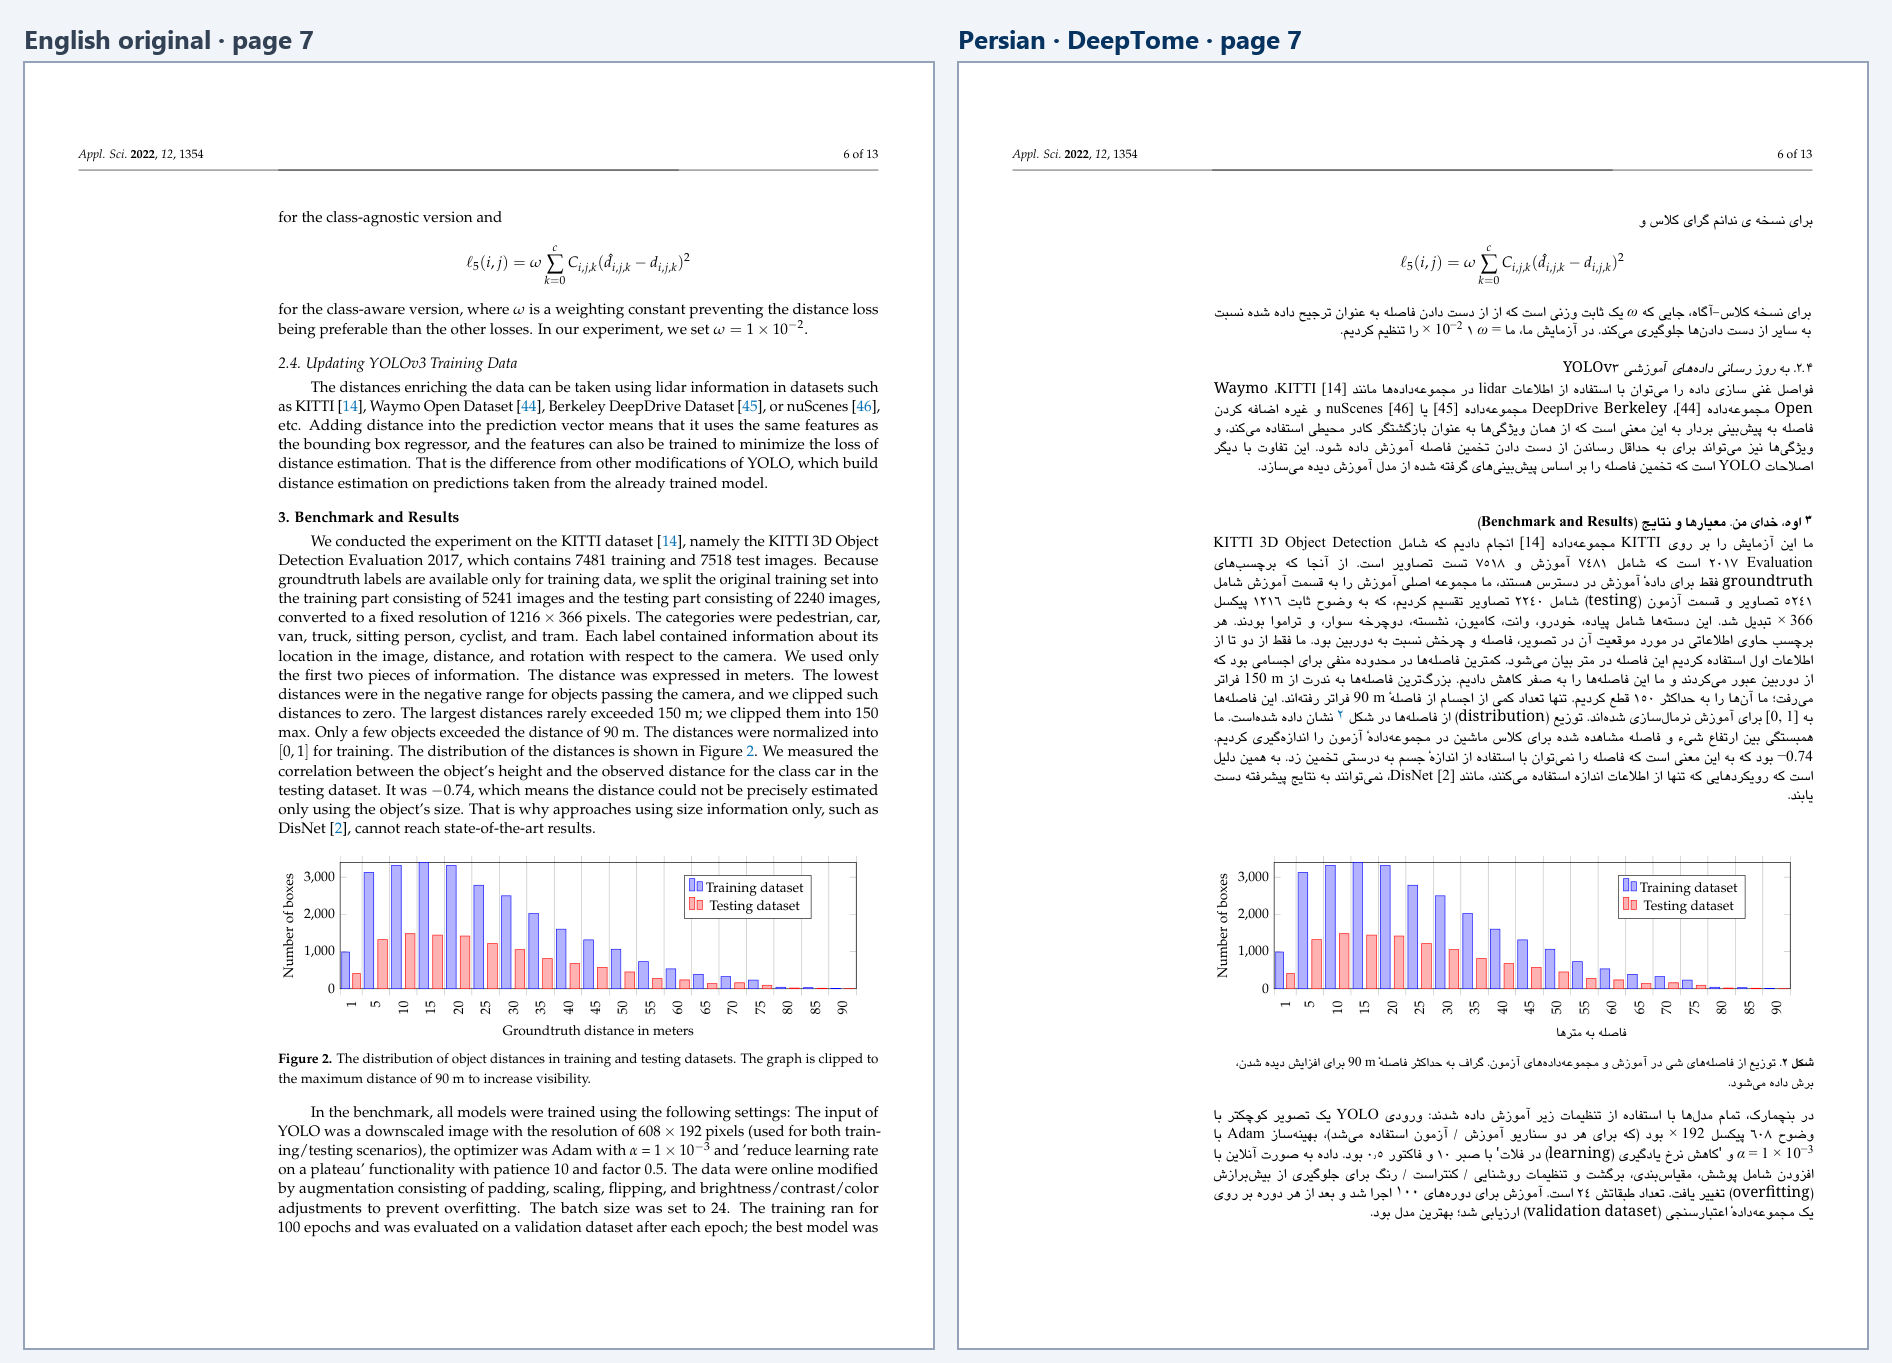 English original · page 7
Appl. Sci. 2022, 12, 1354
6 of 13
for the class-agnostic version and
ℓ5(i, j) = ω ∑_{k=0}^{c} C_{i,j,k}(d̂_{i,j,k} − d_{i,j,k})²
for the class-aware version, where ω is a weighting constant preventing the distance loss
being preferable than the other losses. In our experiment, we set ω = 1 × 10⁻².
2.4. Updating YOLOv3 Training Data
The distances enriching the data can be taken using lidar information in datasets such
as KITTI [14], Waymo Open Dataset [44], Berkeley DeepDrive Dataset [45], or nuScenes [46],
etc. Adding distance into the prediction vector means that it uses the same features as
the bounding box regressor, and the features can also be trained to minimize the loss of
distance estimation. That is the difference from other modifications of YOLO, which build
distance estimation on predictions taken from the already trained model.
3. Benchmark and Results
We conducted the experiment on the KITTI dataset [14], namely the KITTI 3D Object
Detection Evaluation 2017, which contains 7481 training and 7518 test images. Because
groundtruth labels are available only for training data, we split the original training set into
the training part consisting of 5241 images and the testing part consisting of 2240 images,
converted to a fixed resolution of 1216 × 366 pixels. The categories were pedestrian, car,
van, truck, sitting person, cyclist, and tram. Each label contained information about its
location in the image, distance, and rotation with respect to the camera. We used only
the first two pieces of information. The distance was expressed in meters. The lowest
distances were in the negative range for objects passing the camera, and we clipped such
distances to zero. The largest distances rarely exceeded 150 m; we clipped them into 150
max. Only a few objects exceeded the distance of 90 m. The distances were normalized into
[0, 1] for training. The distribution of the distances is shown in Figure 2. We measured the
correlation between the object's height and the observed distance for the class car in the
testing dataset. It was −0.74, which means the distance could not be precisely estimated
only using the object's size. That is why approaches using size information only, such as
DisNet [2], cannot reach state-of-the-art results.
Number of boxes
3,000
2,000
1,000
0
Training dataset
Testing dataset
1 5 10 15 20 25 30 35 40 45 50 55 60 65 70 75 80 85 90
Groundtruth distance in meters
Figure 2. The distribution of object distances in training and testing datasets. The graph is clipped to
the maximum distance of 90 m to increase visibility.
In the benchmark, all models were trained using the following settings: The input of
YOLO was a downscaled image with the resolution of 608 × 192 pixels (used for both train-
ing/testing scenarios), the optimizer was Adam with α = 1 × 10⁻³ and 'reduce learning rate
on a plateau' functionality with patience 10 and factor 0.5. The data were online modified
by augmentation consisting of padding, scaling, flipping, and brightness/contrast/color
adjustments to prevent overfitting. The batch size was set to 24. The training ran for
100 epochs and was evaluated on a validation dataset after each epoch; the best model was
Persian · DeepTome · page 7
Appl. Sci. 2022, 12, 1354
6 of 13
برای نسخه ی ندانم گرای کلاس و
ℓ5(i, j) = ω ∑_{k=0}^{c} C_{i,j,k}(d̂_{i,j,k} − d_{i,j,k})²
برای نسخه کلاس-آگاه، جایی که ω یک ثابت وزنی است که از از دست دادن فاصله به عنوان ترجیح داده شده نسبت
به سایر از دست دادن‌ها جلوگیری می‌کند. در آزمایش ما، ما ω = ۱ × 10⁻² را تنظیم کردیم.
۲.۴. به روز رسانی داده‌های آموزشی YOLOv۳
فواصل غنی سازی داده را می‌توان با استفاده از اطلاعات lidar در مجموعه‌داده‌ها مانند KITTI [14]، Waymo
Open مجموعه‌داده [44]، DeepDrive Berkeley مجموعه‌داده [45] یا nuScenes [46] و غیره اضافه کردن
فاصله به پیش‌بینی بردار به این معنی است که از همان ویژگی‌ها به عنوان بازگشتگر کادر محیطی استفاده می‌کند، و
ویژگی‌ها نیز می‌تواند برای به حداقل رساندن از دست دادن تخمین فاصله آموزش داده شود. این تفاوت با دیگر
اصلاحات YOLO است که تخمین فاصله را بر اساس پیش‌بینی‌های گرفته شده از مدل آموزش دیده می‌سازد.
۳ اوه، خدای من. معیارها و نتایج (Benchmark and Results)
ما این آزمایش را بر روی KITTI مجموعه‌داده [14] انجام دادیم که شامل KITTI 3D Object Detection
Evaluation ۲۰۱۷ است که شامل ۷٤۸۱ آموزش و ۷٥۱۸ تست تصاویر است. از آنجا که برچسب‌های
groundtruth فقط برای دادهٔ آموزش در دسترس هستند، ما مجموعه اصلی آموزش را به قسمت آموزش شامل
٥۲٤۱ تصاویر و قسمت آزمون (testing) شامل ۲۲٤۰ تصاویر تقسیم کردیم، که به وضوح ثابت ۱۲۱٦ پیکسل
× 366 تبدیل شد. این دسته‌ها شامل پیاده، خودرو، وانت، کامیون، نشسته، دوچرخه سوار، و تراموا بودند. هر
برچسب حاوی اطلاعاتی در مورد موقعیت آن در تصویر، فاصله و چرخش نسبت به دوربین بود. ما فقط از دو تا از
اطلاعات اول استفاده کردیم این فاصله در متر بیان می‌شود. کمترین فاصله‌ها در محدوده منفی برای اجسامی بود که
از دوربین عبور می‌کردند و ما این فاصله‌ها را به صفر کاهش دادیم. بزرگ‌ترین فاصله‌ها به ندرت از 150 m فراتر
می‌رفت؛ ما آن‌ها را به حداکثر ۱٥۰ قطع کردیم. تنها تعداد کمی از اجسام از فاصلهٔ 90 m فراتر رفته‌اند. این فاصله‌ها
به [0, 1] برای آموزش نرمال‌سازی شده‌اند. توزیع (distribution) از فاصله‌ها در شکل ۲ نشان داده شده‌است. ما
همبستگی بین ارتفاع شیء و فاصله مشاهده شده برای کلاس ماشین در مجموعه‌دادهٔ آزمون را اندازه‌گیری کردیم.
−0.74 بود که به این معنی است که فاصله را نمی‌توان با استفاده از اندازهٔ جسم به درستی تخمین زد. به همین دلیل
است که رویکردهایی که تنها از اطلاعات اندازه استفاده می‌کنند، مانند DisNet [2]، نمی‌توانند به نتایج پیشرفته دست
یابند.
Number of boxes
3,000
2,000
1,000
0
Training dataset
Testing dataset
1 5 10 15 20 25 30 35 40 45 50 55 60 65 70 75 80 85 90
فاصله به مترها
شکل ۲. توزیع از فاصله‌های شی در آموزش و مجموعه‌داده‌های آزمون. گراف به حداکثر فاصلهٔ 90 m برای افزایش دیده شدن،
برش داده می‌شود.
در بنچمارک، تمام مدل‌ها با استفاده از تنظیمات زیر آموزش داده شدند: ورودی YOLO یک تصویر کوچکتر با
وضوح ٦۰۸ پیکسل × 192 بود (که برای هر دو سناریو آموزش / آزمون استفاده می‌شد)، بهینه‌ساز Adam با
α = 1 × 10⁻³ و 'کاهش نرخ یادگیری (learning) در فلات' با صبر ۱۰ و فاکتور ۰٫٥ بود. داده به صورت آنلاین با
افزودن شامل پوشش، مقیاس‌بندی، برگشت و تنظیمات روشنایی / کنتراست / رنگ برای جلوگیری از بیش‌برازش
(overfitting) تغییر یافت. تعداد طبقاتش ۲٤ است. آموزش برای دوره‌های ۱۰۰ اجرا شد و بعد از هر دوره بر روی
یک مجموعه‌دادهٔ اعتبارسنجی (validation dataset) ارزیابی شد؛ بهترین مدل بود.